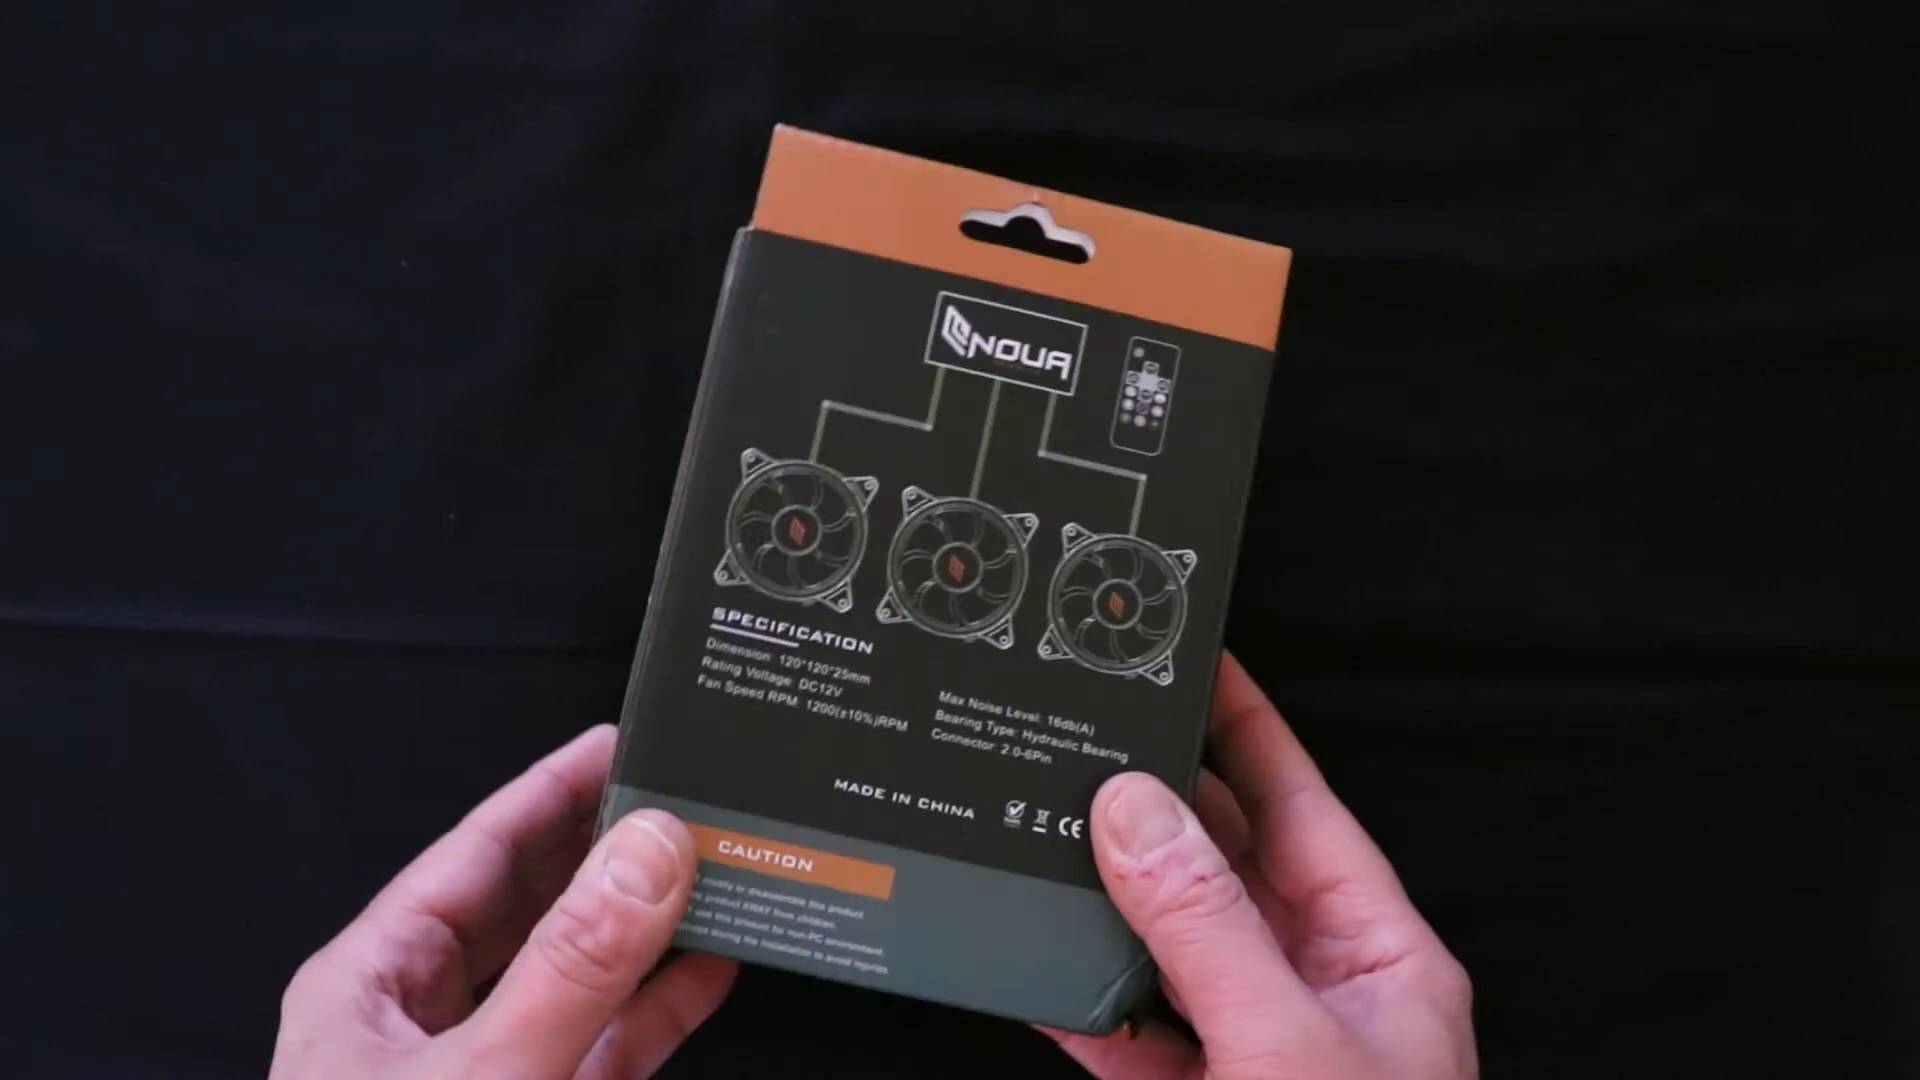 NOUA
SPECIFICATION
Dimension: 120*120*25mm
Rating Voltage: DC12V
Fan Speed RPM: 1200(±10%)RPM
Max Noise Level: 16db(A)
Bearing Type: Hydraulic Bearing
Connector: 2.0-6Pin
MADE IN CHINA
CE
CAUTION
modify or disassemble this product
product AWAY from children.
use this product for non-PC environment.
during the installation to avoid injuries